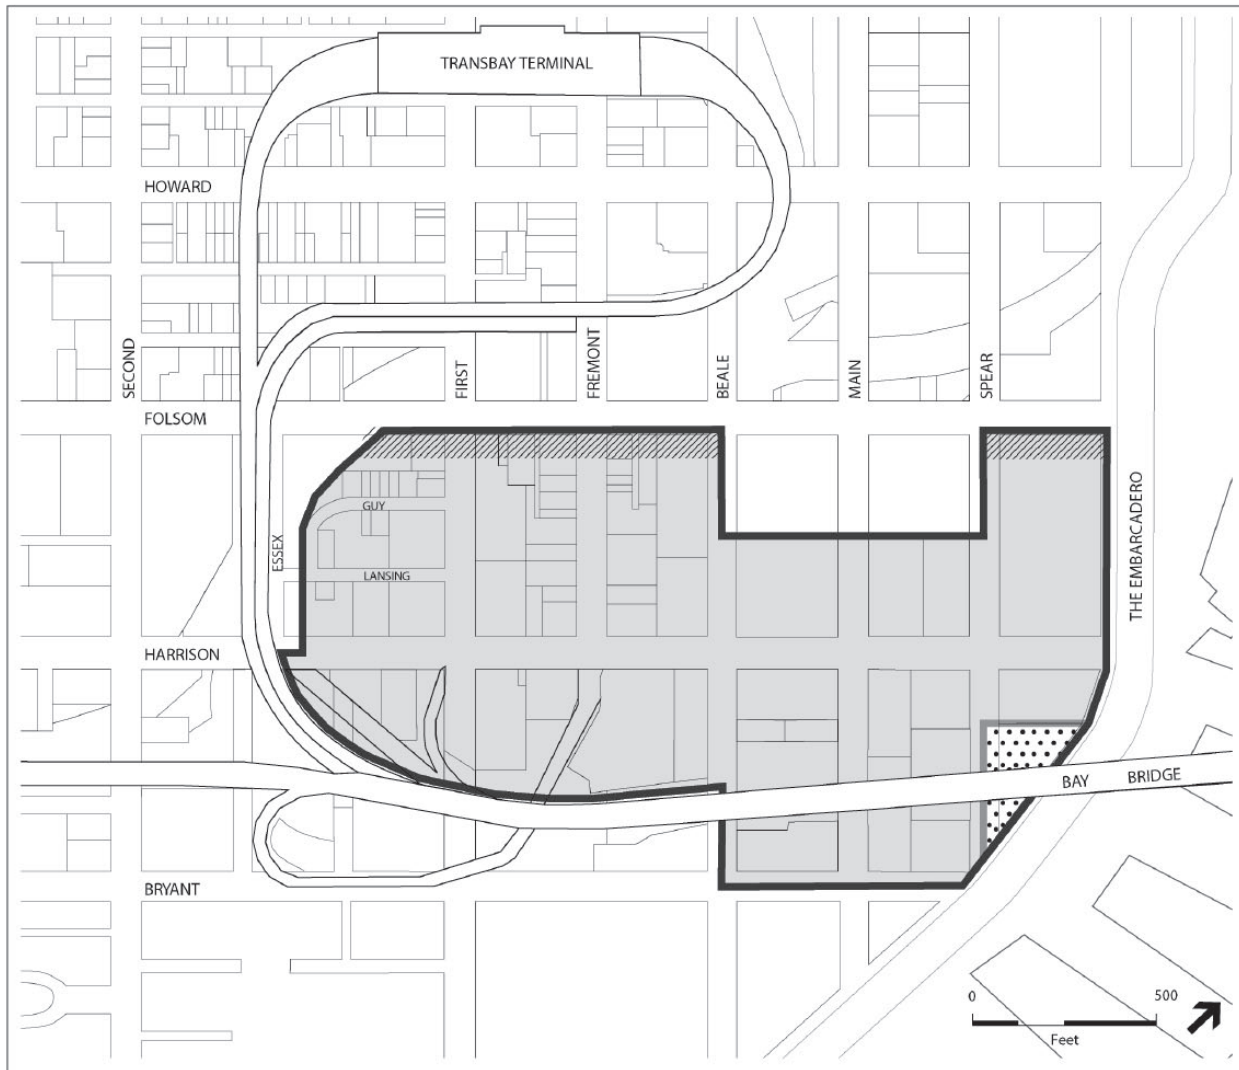 TRANSBAY TERMINAL
HOWARD
SECOND
FIRST
FREMONT
BEALE
MAIN
SPEAR
FOLSOM
GUY
ESSEX
LANSING
THE EMBARCADERO
HARRISON
BAY BRIDGE
BRYANT
0 500
Feet